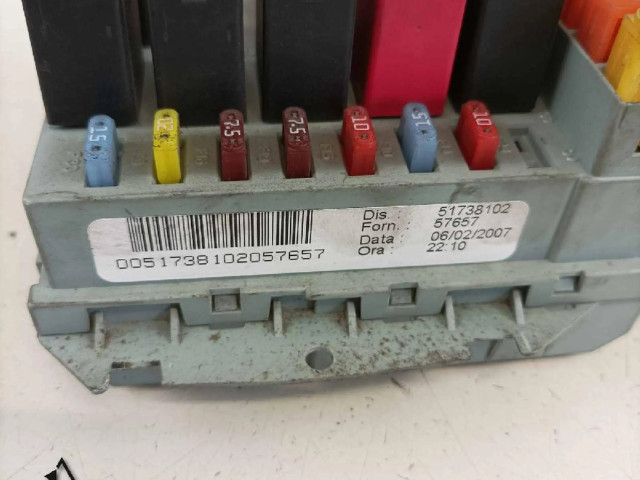 15 20 7.5 7.5 10 15 10
Dis. : 51738102
Forn. : 57657
Data : 06/02/2007
Ora : 22:10
0051738102057657